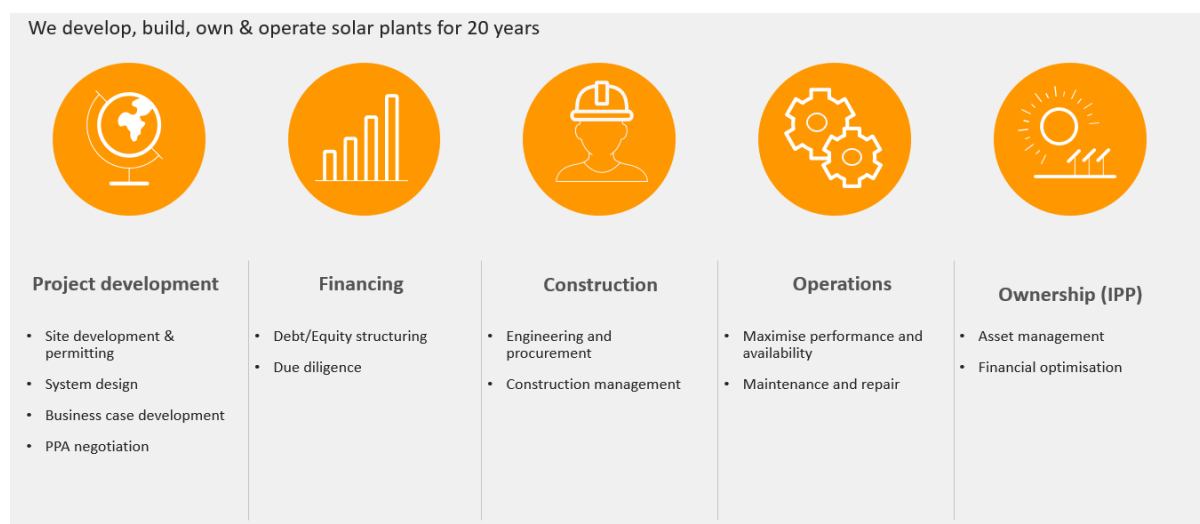 We develop, build, own & operate solar plants for 20 years
Project development
• Site development &
permitting
• System design
• Business case development
• PPA negotiation
Financing
• Debt/Equity structuring
• Due diligence
Construction
• Engineering and
procurement
• Construction management
Operations
• Maximise performance and
availability
• Maintenance and repair
Ownership (IPP)
• Asset management
• Financial optimisation